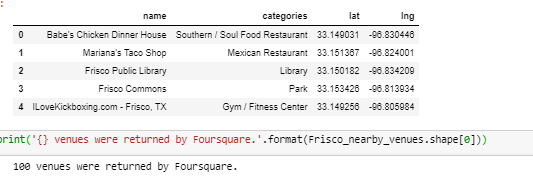 name categories lat lng
0 Babe's Chicken Dinner House Southern / Soul Food Restaurant 33.149031 -96.830446
1 Mariana's Taco Shop Mexican Restaurant 33.151367 -96.824001
2 Frisco Public Library Library 33.150182 -96.834209
3 Frisco Commons Park 33.153426 -96.813934
4 ILoveKickboxing.com - Frisco, TX Gym / Fitness Center 33.149256 -96.805984
print('{} venues were returned by Foursquare.'.format(Frisco_nearby_venues.shape[0]))
100 venues were returned by Foursquare.